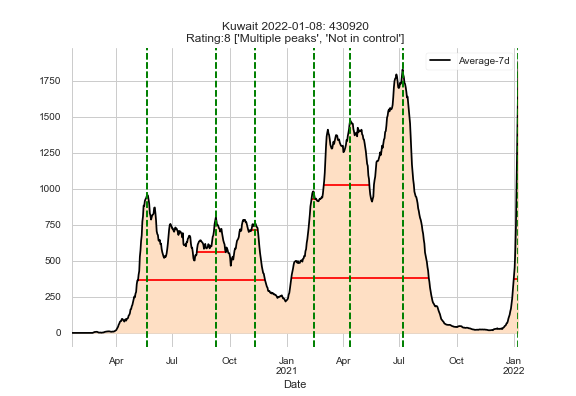 Kuwait 2022-01-08: 430920
Rating:8 ['Multiple peaks', 'Not in control']
Average-7d
1750
1500
1250
1000
750
500
250
0
Apr Jul Oct Jan Apr Jul Oct Jan
2021 2022
Date